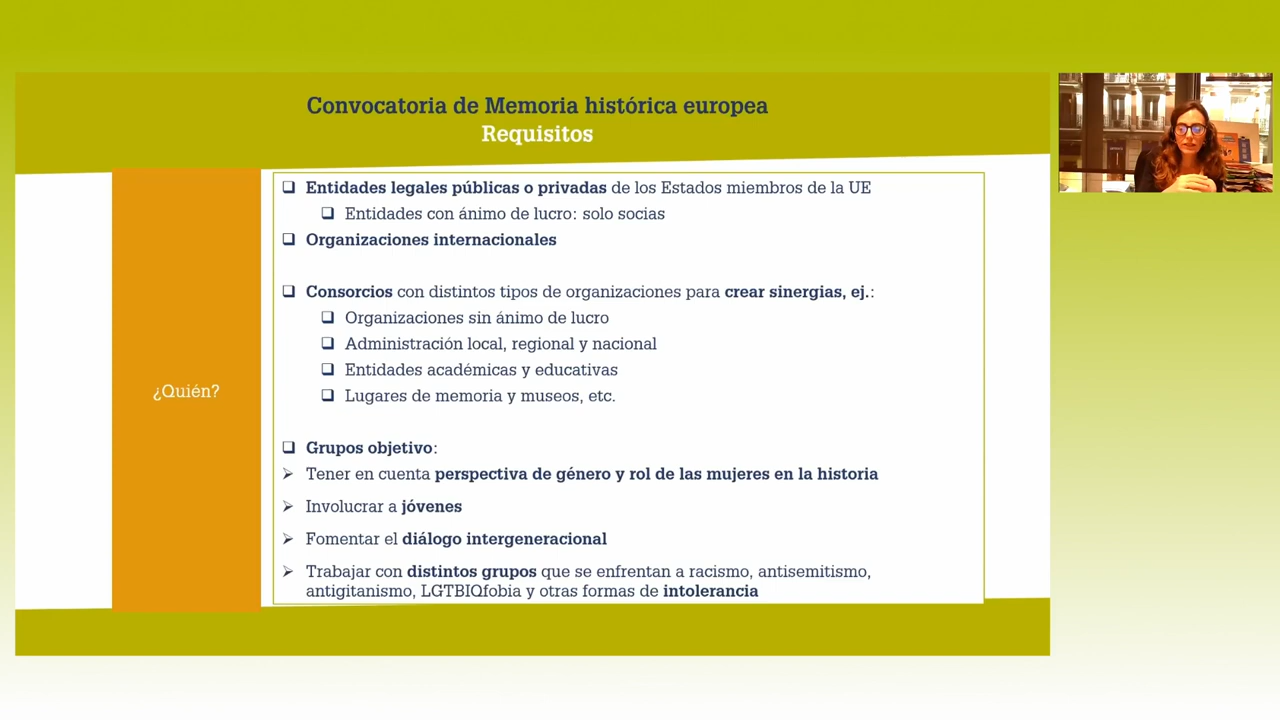 Convocatoria de Memoria histórica europea
Requisitos
¿Quién?
Entidades legales públicas o privadas de los Estados miembros de la UE
Entidades con ánimo de lucro: solo socias
Organizaciones internacionales
Consorcios con distintos tipos de organizaciones para crear sinergias, ej.:
Organizaciones sin ánimo de lucro
Administración local, regional y nacional
Entidades académicas y educativas
Lugares de memoria y museos, etc.
Grupos objetivo:
Tener en cuenta perspectiva de género y rol de las mujeres en la historia
Involucrar a jóvenes
Fomentar el diálogo intergeneracional
Trabajar con distintos grupos que se enfrentan a racismo, antisemitismo,
antigitanismo, LGTBIQfobia y otras formas de intolerancia